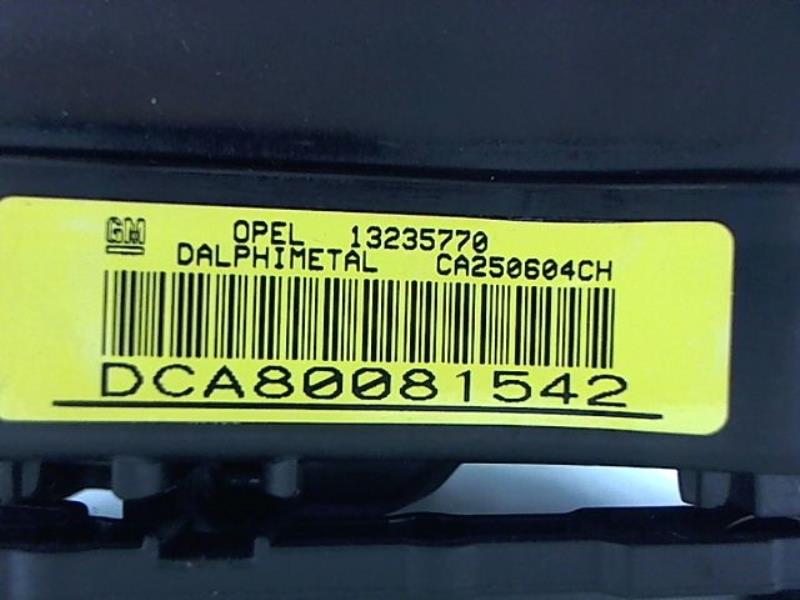 GM OPEL 13235770
DALPHIMETAL CA250604CH
DCA80081542